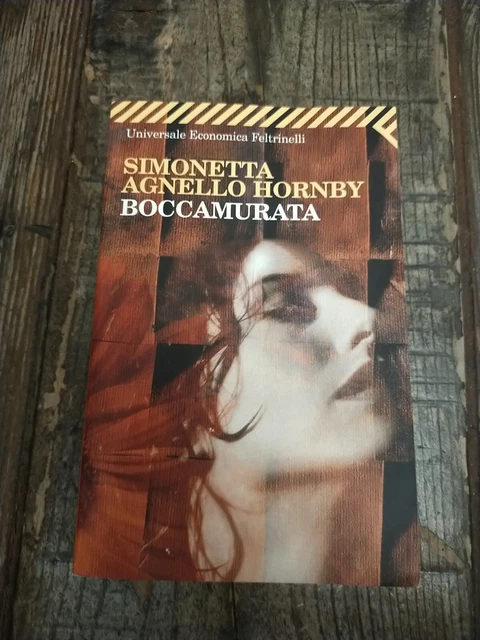 Universale Economica Feltrinelli
SIMONETTA
AGNELLO HORNBY
BOCCAMURATA